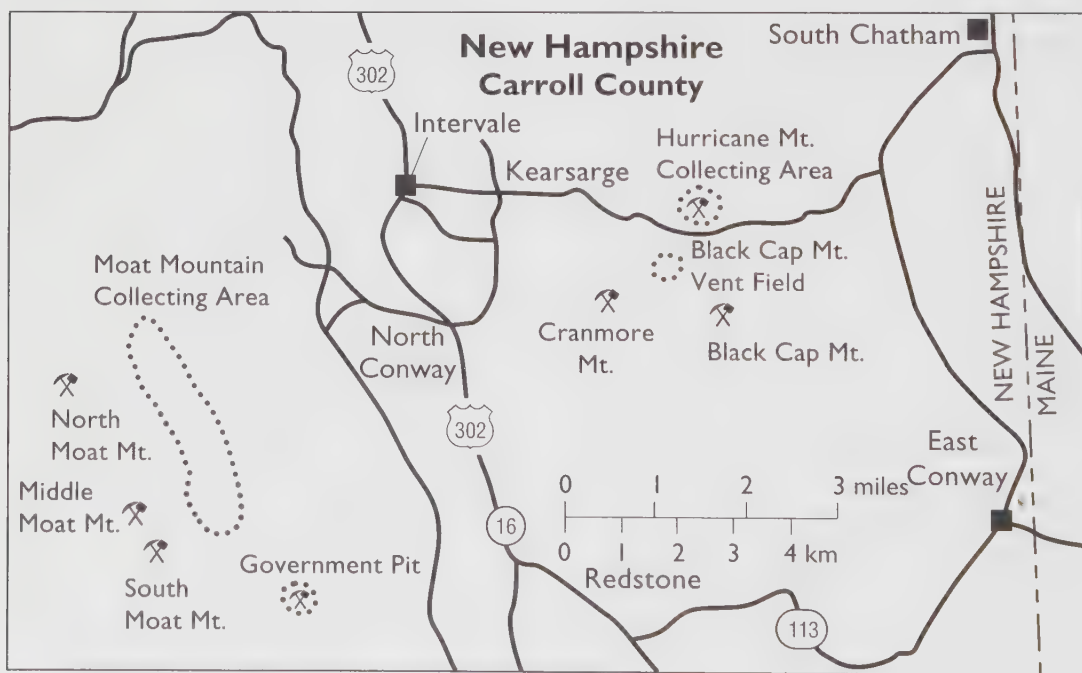 New Hampshire
Carroll County
South Chatham
302
Intervale
Kearsarge
Hurricane Mt.
Collecting Area
Moat Mountain
Collecting Area
Black Cap Mt.
Vent Field
NEW HAMPSHIRE
MAINE
North
Conway
Cranmore
Mt.
Black Cap Mt.
North
Moat Mt.
302
East
Conway
0 1 2 3 miles
Middle
Moat Mt.
16
0 1 2 3 4 km
Government Pit
Redstone
South
Moat Mt.
113